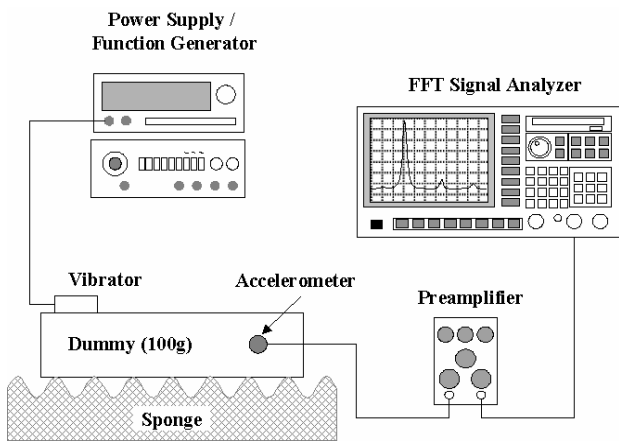 Power Supply /
Function Generator
FFT Signal Analyzer
Vibrator
Accelerometer
Preamplifier
Dummy (100g)
Sponge